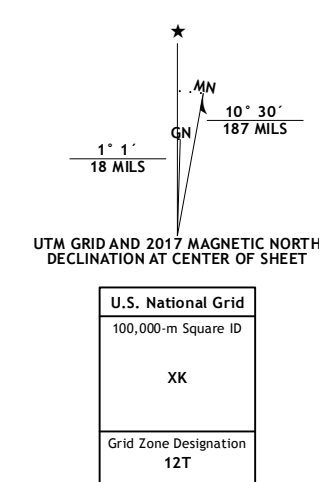 ★
MN
GN
10° 30´
187 MILS
1° 1´
18 MILS
UTM GRID AND 2017 MAGNETIC NORTH
DECLINATION AT CENTER OF SHEET
U.S. National Grid
100,000-m Square ID
XK
Grid Zone Designation
12T